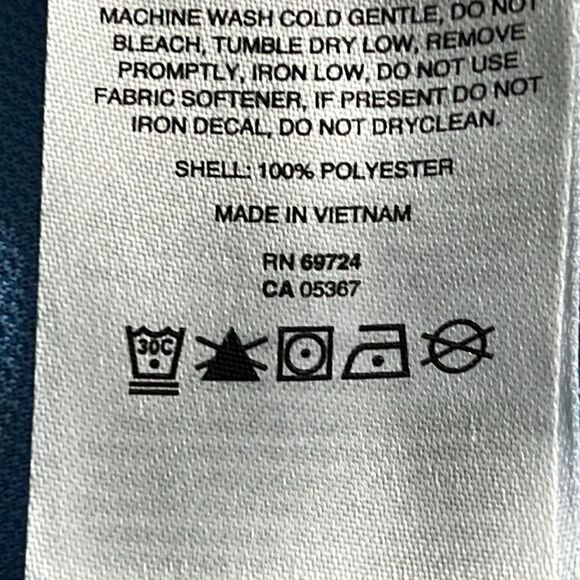 MACHINE WASH COLD GENTLE, DO NOT
BLEACH, TUMBLE DRY LOW, REMOVE
PROMPTLY, IRON LOW, DO NOT USE
FABRIC SOFTENER, IF PRESENT DO NOT
IRON DECAL, DO NOT DRYCLEAN.
SHELL: 100% POLYESTER
MADE IN VIETNAM
RN 69724
CA 05367
30C